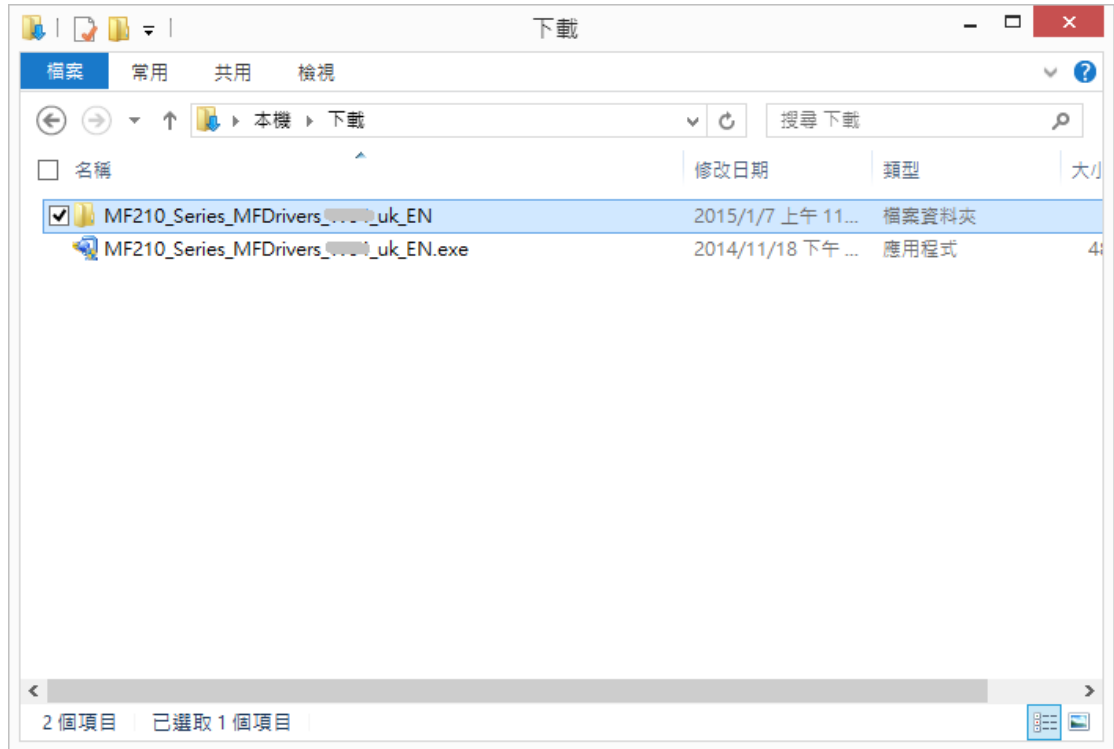 下載
檔案 常用 共用 檢視
本機 下載 搜尋 下載
名稱 修改日期 類型 大小
MF210_Series_MFDrivers_ _uk_EN 2015/1/7 上午 11... 檔案資料夾
MF210_Series_MFDrivers_ _uk_EN.exe 2014/11/18 下午 ... 應用程式
2 個項目 已選取 1 個項目